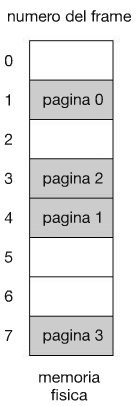 numero del frame
0
1 pagina 0
2
3 pagina 2
4 pagina 1
5
6
7 pagina 3
memoria
fisica